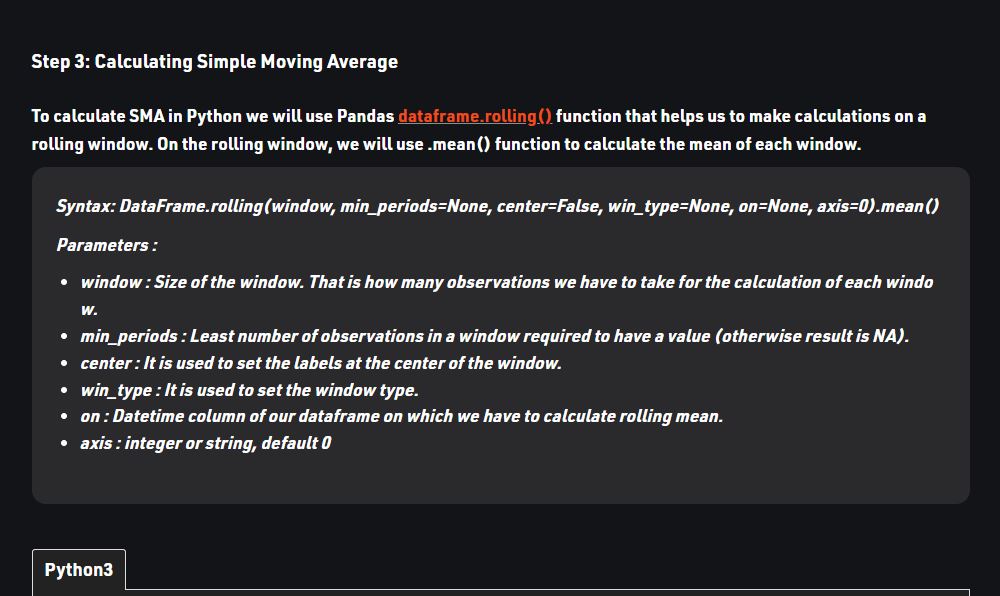 Step 3: Calculating Simple Moving Average
To calculate SMA in Python we will use Pandas dataframe.rolling() function that helps us to make calculations on a
rolling window. On the rolling window, we will use .mean() function to calculate the mean of each window.
Syntax: DataFrame.rolling(window, min_periods=None, center=False, win_type=None, on=None, axis=0).mean()
Parameters :
• window : Size of the window. That is how many observations we have to take for the calculation of each windo
w.
• min_periods : Least number of observations in a window required to have a value (otherwise result is NA).
• center : It is used to set the labels at the center of the window.
• win_type : It is used to set the window type.
• on : Datetime column of our dataframe on which we have to calculate rolling mean.
• axis : integer or string, default 0
Python3